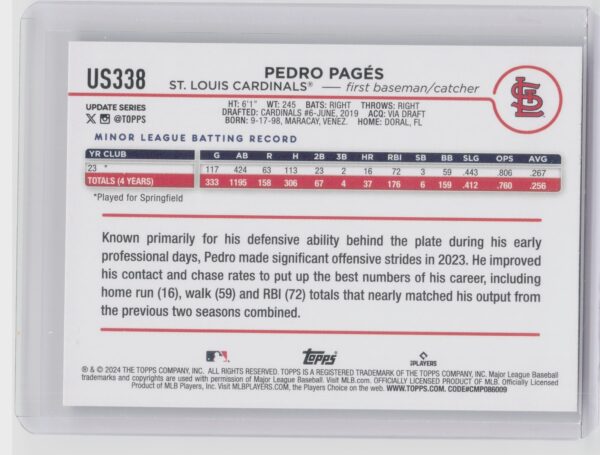 US338
PEDRO PAGÉS
ST. LOUIS CARDINALS® — first baseman/catcher
UPDATE SERIES
@TOPPS
HT: 6'1" WT: 245 BATS: RIGHT THROWS: RIGHT
DRAFTED: CARDINALS #6-JUNE, 2019 ACQ: VIA DRAFT
BORN: 9-17-98, MARACAY, VENEZ. HOME: DORAL, FL
MINOR LEAGUE BATTING RECORD
YR CLUB G AB R H 2B 3B HR RBI SB BB SLG OPS AVG
23 * 117 424 63 113 23 2 16 72 3 59 .443 .806 .267
TOTALS (4 YEARS) 333 1195 158 306 67 4 37 176 6 159 .412 .760 .256
*Played for Springfield
Known primarily for his defensive ability behind the plate during his early
professional days, Pedro made significant offensive strides in 2023. He improved
his contact and chase rates to put up the best numbers of his career, including
home run (16), walk (59) and RBI (72) totals that nearly matched his output from
the previous two seasons combined.
TOPPS
PLAYERS
® & © 2024 THE TOPPS COMPANY, INC. ALL RIGHTS RESERVED. TOPPS IS A REGISTERED TRADEMARK OF THE TOPPS COMPANY, INC. Major League Baseball
trademarks and copyrights are used with permission of Major League Baseball. Visit MLB.com. OFFICIALLY LICENSED PRODUCT OF MLB. Officially Licensed
Product of MLB Players, Inc. Visit MLBPLAYERS.COM, the Players Choice on the web. WWW.TOPPS.COM. CODE#CMP086009